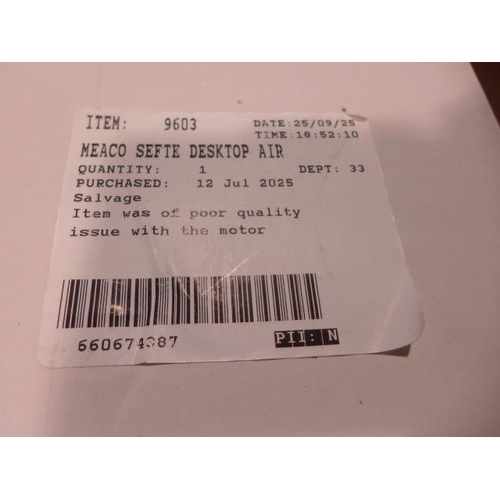 ITEM: 9603 DATE:25/09/25
TIME:18:52:10
MEACO SEFTE DESKTOP AIR
QUANTITY: 1 DEPT: 33
PURCHASED: 12 Jul 2025
Salvage
Item was of poor quality
issue with the motor
660674387 PII: N